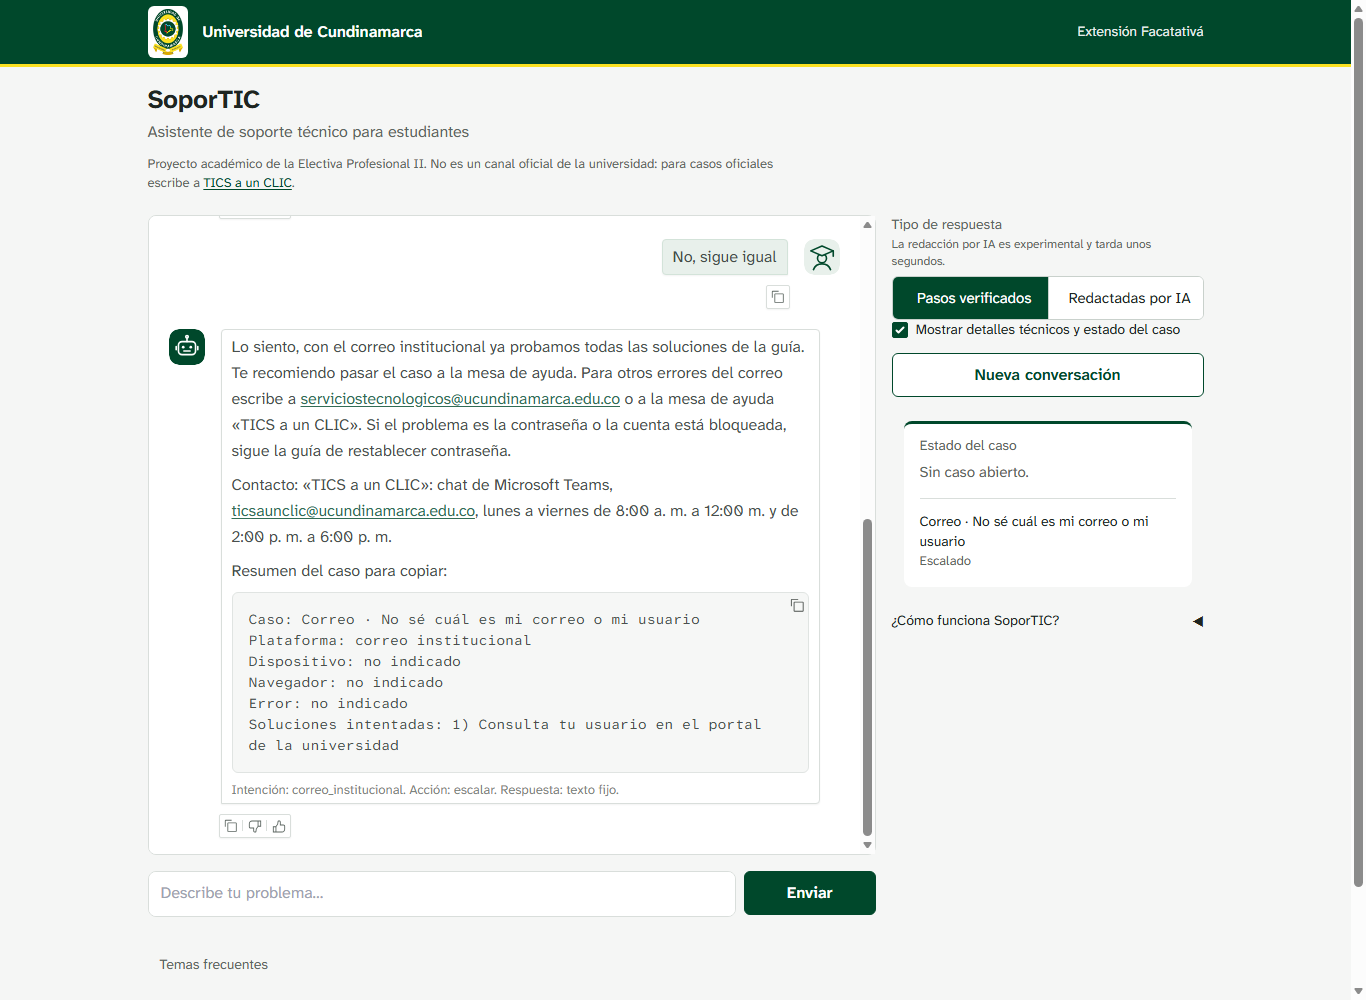 Universidad de Cundinamarca
Extensión Facatativá
SoporTIC
Asistente de soporte técnico para estudiantes
Proyecto académico de la Electiva Profesional II. No es un canal oficial de la universidad: para casos oficiales
escribe a TICS a un CLIC.
No, sigue igual
Lo siento, con el correo institucional ya probamos todas las soluciones de la guía.
Te recomiendo pasar el caso a la mesa de ayuda. Para otros errores del correo
escribe a serviciostecnologicos@ucundinamarca.edu.co o a la mesa de ayuda
«TICS a un CLIC». Si el problema es la contraseña o la cuenta está bloqueada,
sigue la guía de restablecer contraseña.
Contacto: «TICS a un CLIC»: chat de Microsoft Teams,
ticsaunclic@ucundinamarca.edu.co, lunes a viernes de 8:00 a. m. a 12:00 m. y de
2:00 p. m. a 6:00 p. m.
Resumen del caso para copiar:
Caso: Correo · No sé cuál es mi correo o mi usuario
Plataforma: correo institucional
Dispositivo: no indicado
Navegador: no indicado
Error: no indicado
Soluciones intentadas: 1) Consulta tu usuario en el portal
de la universidad
Intención: correo_institucional. Acción: escalar. Respuesta: texto fijo.
Describe tu problema...
Enviar
Temas frecuentes
Tipo de respuesta
La redacción por IA es experimental y tarda unos
segundos.
Pasos verificados
Redactadas por IA
Mostrar detalles técnicos y estado del caso
Nueva conversación
Estado del caso
Sin caso abierto.
Correo · No sé cuál es mi correo o mi
usuario
Escalado
¿Cómo funciona SoporTIC?